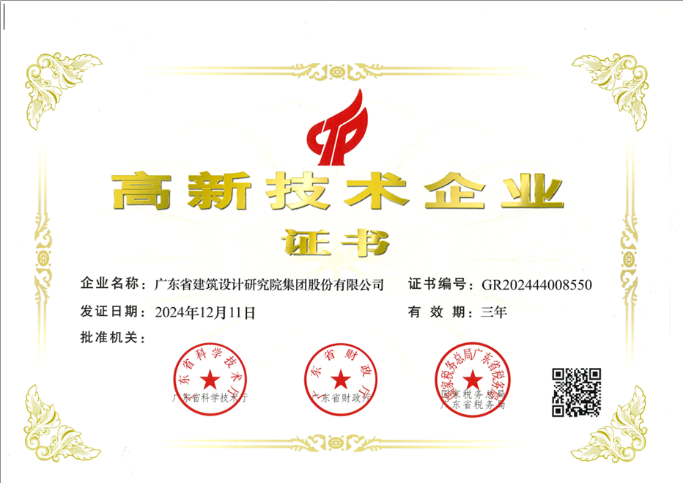 高新技术企业
证书
企业名称：广东省建筑设计研究院集团股份有限公司 证书编号：GR202444008550
发证日期：2024年12月11日 有效期：三年
批准机关：
广东省科学技术厅 广东省财政厅 国家税务总局广东省税务局
广东省科学技术厅 广东省财政厅 国家税务总局
广东省税务局